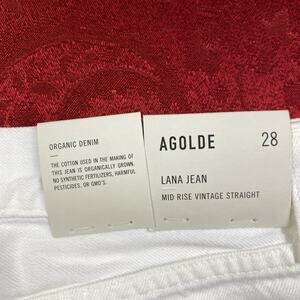 ORGANIC DENIM
THE COTTON USED IN THE MAKING OF
THIS JEAN IS ORGANICALLY GROWN.
NO SYNTHETIC FERTILIZERS, HARMFUL
PESTICIDES, OR GMO'S.
AGOLDE 28
LANA JEAN
MID RISE VINTAGE STRAIGHT